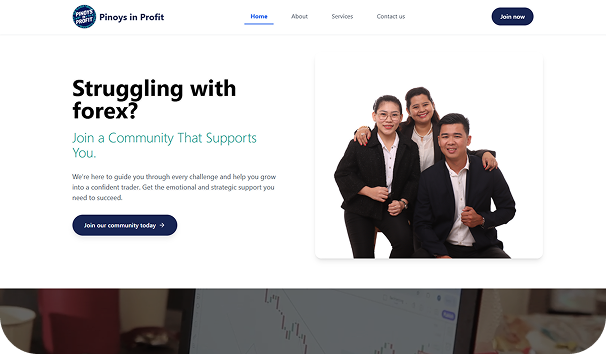 PINOYS
IN
PROFIT
Pinoys in Profit
Home
About
Services
Contact us
Join now
Struggling with
forex?
Join a Community That Supports
You.
We're here to guide you through every challenge and help you grow
into a confident trader. Get the emotional and strategic support you
need to succeed.
Join our community today →